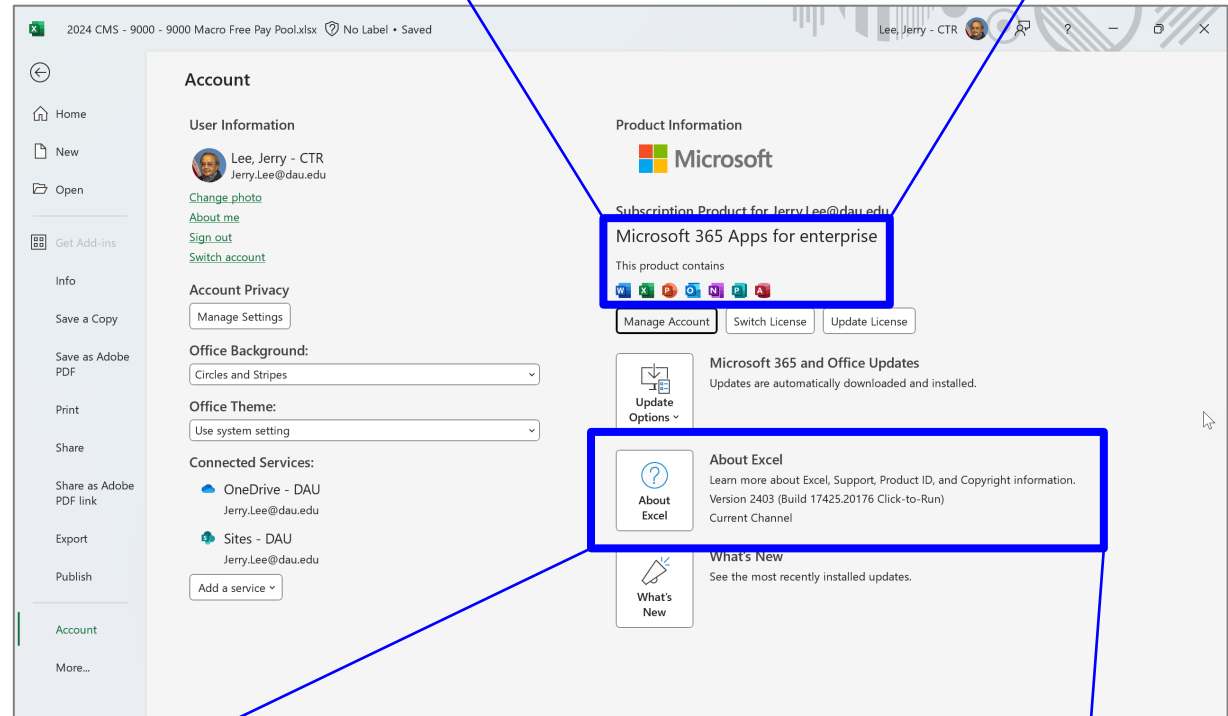 2024 CMS - 9000 - 9000 Macro Free Pay Pool.xlsx No Label • Saved
Lee, Jerry - CTR
?
Account
Home
New
Open
Get Add-ins
Info
Save a Copy
Save as Adobe
PDF
Print
Share
Share as Adobe
PDF link
Export
Publish
Account
More...
User Information
Lee, Jerry - CTR
Jerry.Lee@dau.edu
Change photo
About me
Sign out
Switch account
Account Privacy
Manage Settings
Office Background:
Circles and Stripes
Office Theme:
Use system setting
Connected Services:
OneDrive - DAU
Jerry.Lee@dau.edu
Sites - DAU
Jerry.Lee@dau.edu
Add a service
Product Information
Microsoft
Subscription Product for Jerry.Lee@dau.edu
Microsoft 365 Apps for enterprise
This product contains
W X P O N P A
Manage Account Switch License Update License
Update
Options
Microsoft 365 and Office Updates
Updates are automatically downloaded and installed.
About
Excel
About Excel
Learn more about Excel, Support, Product ID, and Copyright information.
Version 2403 (Build 17425.20176 Click-to-Run)
Current Channel
What's
New
What's New
See the most recently installed updates.